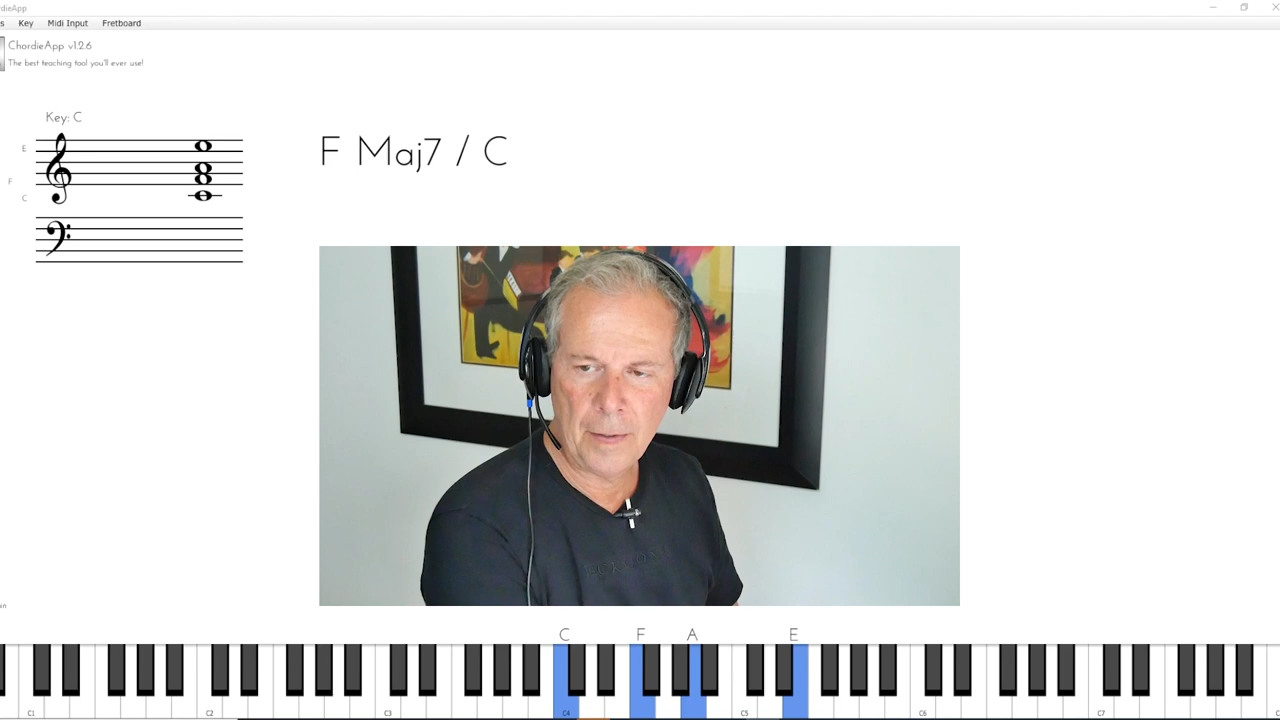 ChordieApp
Key Midi Input Fretboard
ChordieApp v1.2.6
The best teaching tool you'll ever use!
Key: C
E
F
C
F Maj7 / C
C F A E
C1 C2 C3 C4 C5 C6 C7